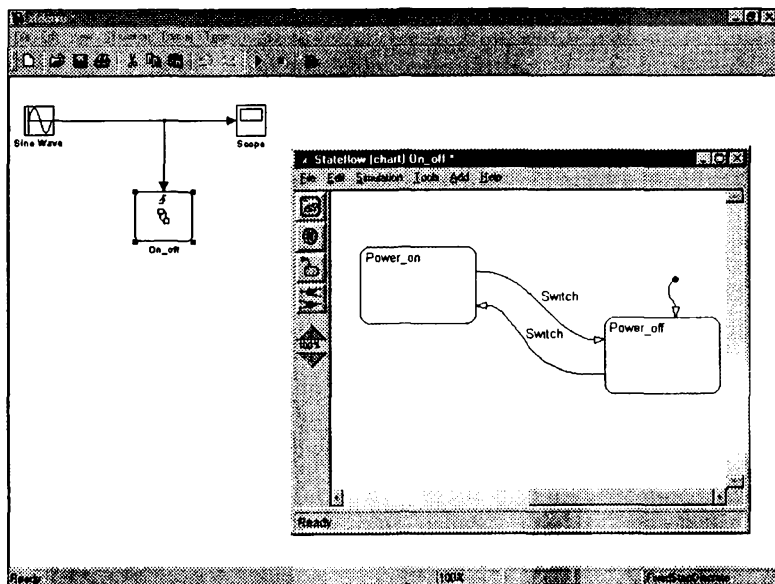 Sine Wave
Scope
On_off
Stateflow (chart) On_off *
File Edit Simulation Tools Add Help
Power_on
Switch
Switch
Power_off
100%
Ready
Ready
100%